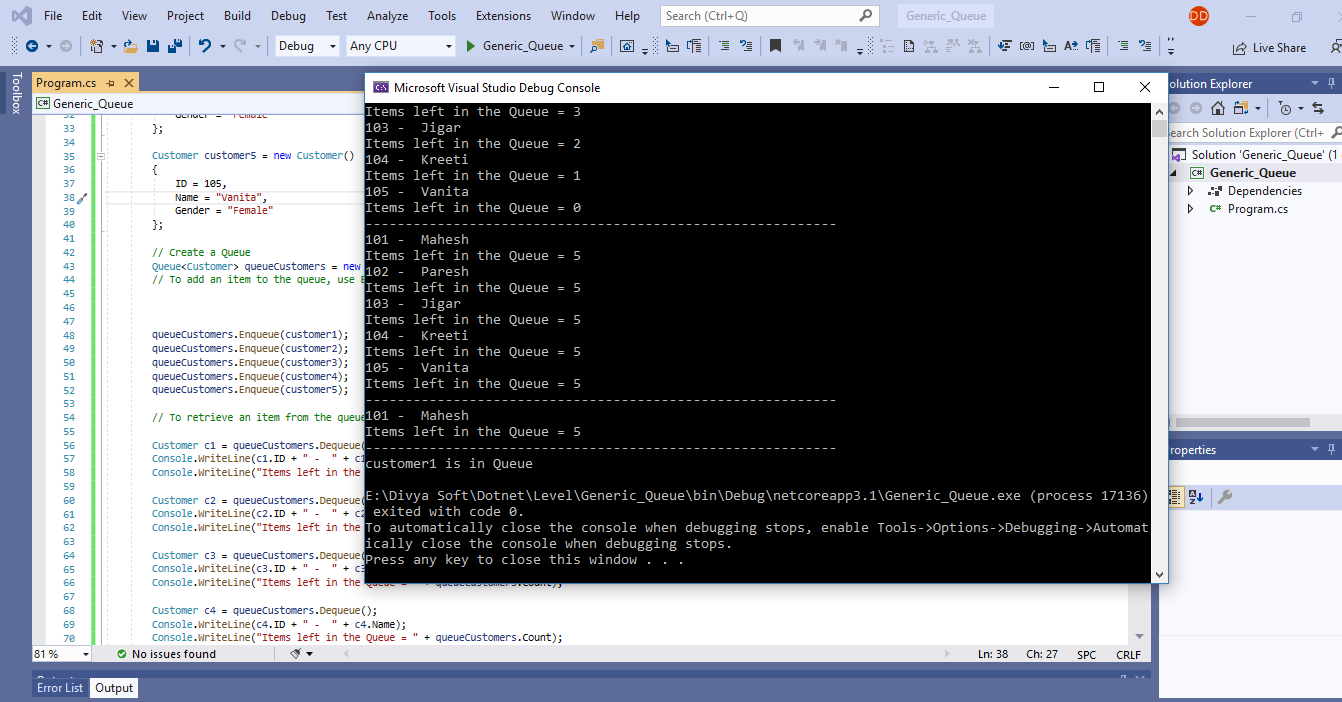 File Edit View Project Build Debug Test Analyze Tools Extensions Window Help Search (Ctrl+Q) Generic_Queue DD
Debug Any CPU Generic_Queue Live Share
Toolbox
Program.cs
Generic_Queue
33 };
34
35 Customer customer5 = new Customer()
36 {
37 ID = 105,
38 Name = "Vanita",
39 Gender = "Female"
40 };
41
42 // Create a Queue
43 Queue<Customer> queueCustomers = new
44 // To add an item to the queue, use
45
46
47
48 queueCustomers.Enqueue(customer1);
49 queueCustomers.Enqueue(customer2);
50 queueCustomers.Enqueue(customer3);
51 queueCustomers.Enqueue(customer4);
52 queueCustomers.Enqueue(customer5);
53
54 // To retrieve an item from the queue
55
56 Customer c1 = queueCustomers.Dequeue(
57 Console.WriteLine(c1.ID + " -  " + c1
58 Console.WriteLine("Items left in the
59
60 Customer c2 = queueCustomers.Dequeue(
61 Console.WriteLine(c2.ID + " -  " + c2
62 Console.WriteLine("Items left in the
63
64 Customer c3 = queueCustomers.Dequeue(
65 Console.WriteLine(c3.ID + " -  " + c3
66 Console.WriteLine("Items left in the Queue = " + queueCustomers.Count);
67
68 Customer c4 = queueCustomers.Dequeue();
69 Console.WriteLine(c4.ID + " -  " + c4.Name);
70 Console.WriteLine("Items left in the Queue = " + queueCustomers.Count);
81 % No issues found Ln: 38 Ch: 27 SPC CRLF
Error List Output
Microsoft Visual Studio Debug Console
Items left in the Queue = 3
103 -  Jigar
Items left in the Queue = 2
104 -  Kreeti
Items left in the Queue = 1
105 -  Vanita
Items left in the Queue = 0
-----------------------------------------------------------
101 -  Mahesh
Items left in the Queue = 5
102 -  Paresh
Items left in the Queue = 5
103 -  Jigar
Items left in the Queue = 5
104 -  Kreeti
Items left in the Queue = 5
105 -  Vanita
Items left in the Queue = 5
-----------------------------------------------------------
101 -  Mahesh
Items left in the Queue = 5
-----------------------------------------------------------
customer1 is in Queue

E:\Divya Soft\Dotnet\Level\Generic_Queue\bin\Debug\netcoreapp3.1\Generic_Queue.exe (process 17136)
 exited with code 0.
To automatically close the console when debugging stops, enable Tools->Options->Debugging->Automat
ically close the console when debugging stops.
Press any key to close this window . . .
olution Explorer
earch Solution Explorer (Ctrl+
Solution 'Generic_Queue' (1
Generic_Queue
Dependencies
Program.cs
roperties